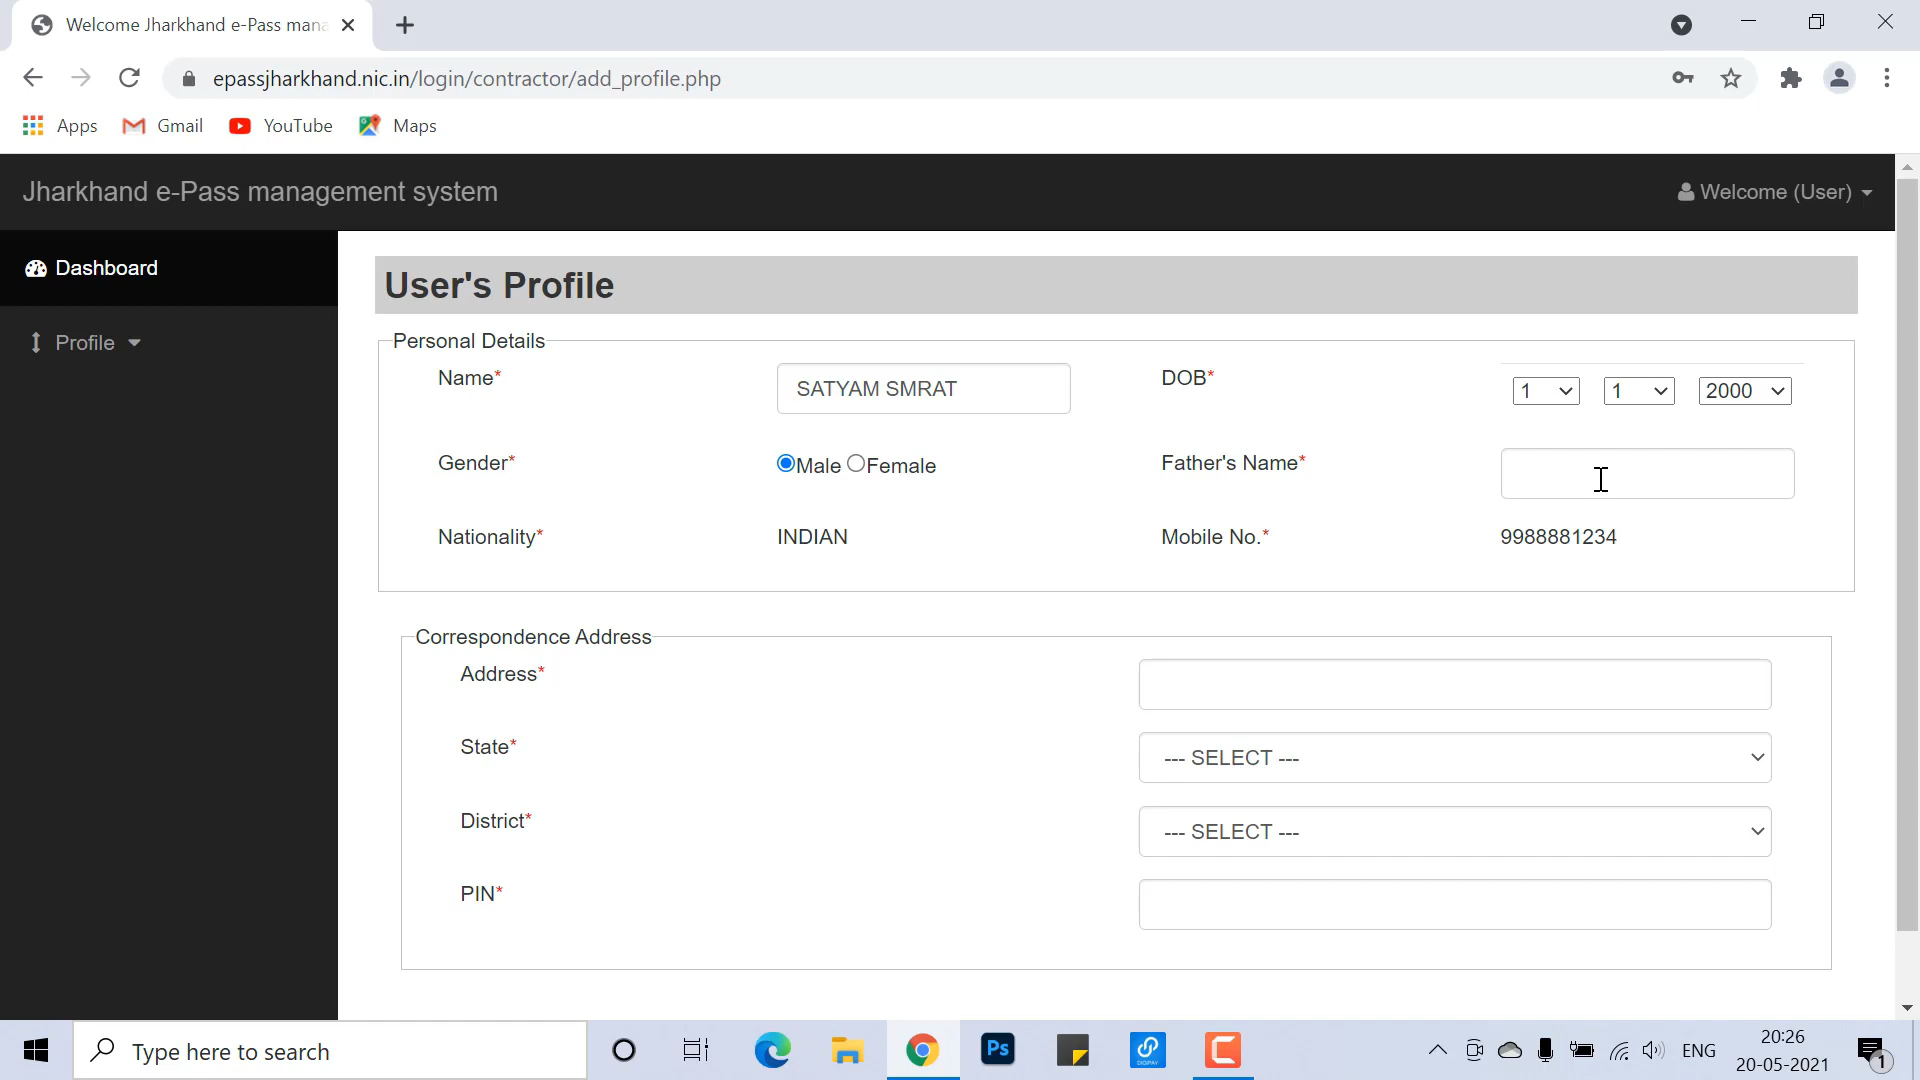 Welcome Jharkhand e-Pass mana
epassjharkhand.nic.in/login/contractor/add_profile.php
Apps Gmail YouTube Maps
Jharkhand e-Pass management system
Welcome (User)
Dashboard
Profile
User's Profile
Personal Details
Name* SATYAM SMRAT DOB* 1 1 2000
Gender* Male Female Father's Name*
Nationality* INDIAN Mobile No.* 9988881234
Correspondence Address
Address*
State* --- SELECT ---
District* --- SELECT ---
PIN*
Type here to search
Ps
DIGIPAY
ENG
20:26
20-05-2021
1